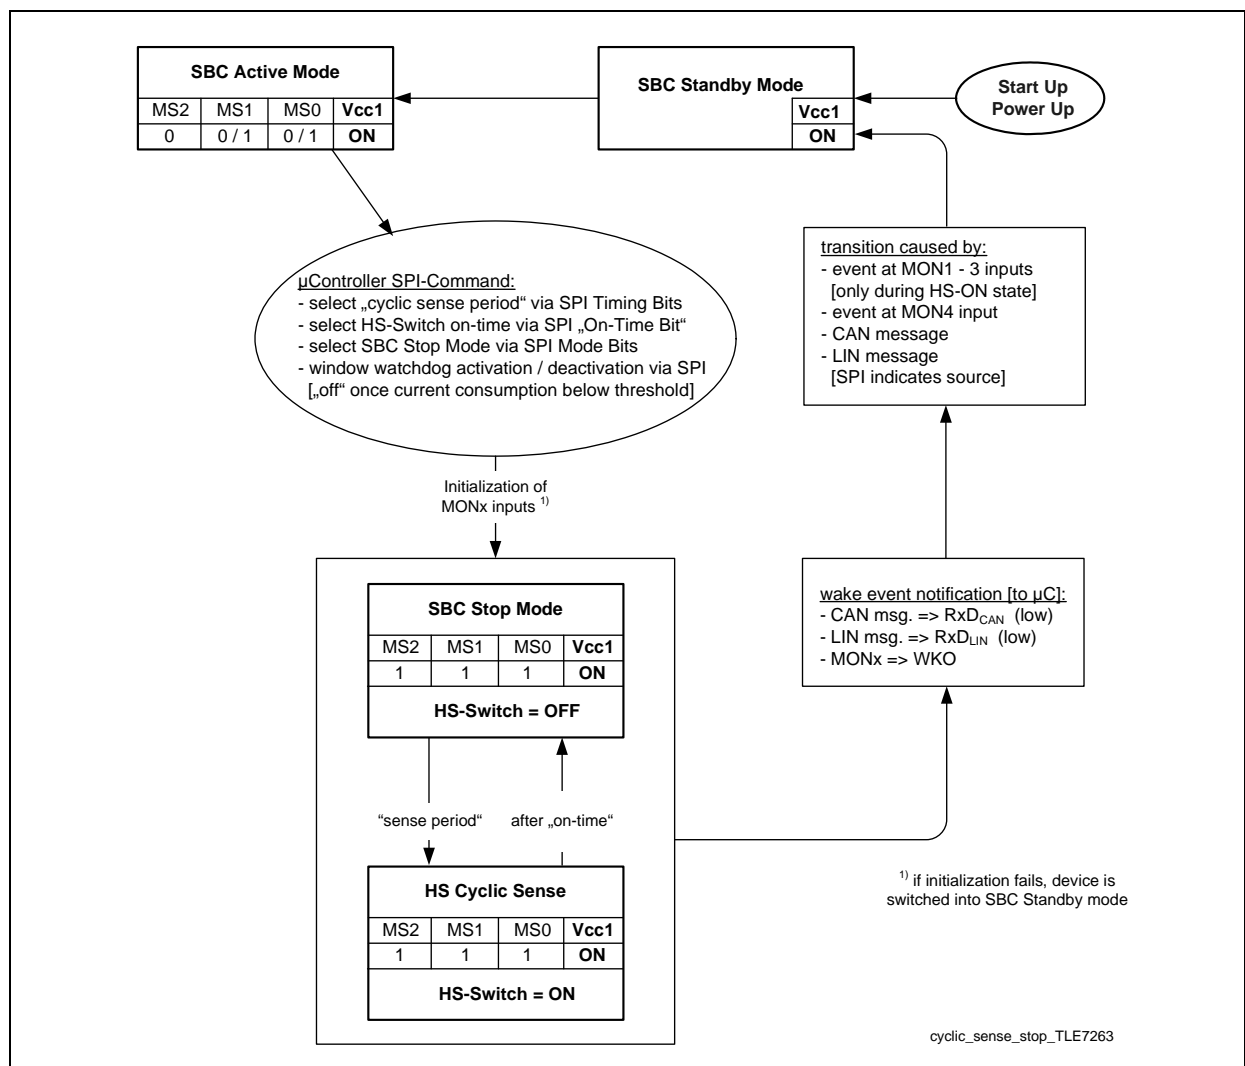 SBC Active Mode
MS2 MS1 MS0 Vcc1
0 0 / 1 0 / 1 ON
SBC Standby Mode
Vcc1
ON
Start Up
Power Up
µController SPI-Command:
- select „cyclic sense period“ via SPI Timing Bits
- select HS-Switch on-time via SPI „On-Time Bit“
- select SBC Stop Mode via SPI Mode Bits
- window watchdog activation / deactivation via SPI
[„off“ once current consumption below threshold]
transition caused by:
- event at MON1 - 3 inputs
[only during HS-ON state]
- event at MON4 input
- CAN message
- LIN message
[SPI indicates source]
Initialization of
MONx inputs 1)
SBC Stop Mode
MS2 MS1 MS0 Vcc1
1 1 1 ON
HS-Switch = OFF
wake event notification [to µC]:
- CAN msg. => RxDCAN (low)
- LIN msg. => RxDLIN (low)
- MONx => WKO
“sense period“ after „on-time“
HS Cyclic Sense
MS2 MS1 MS0 Vcc1
1 1 1 ON
HS-Switch = ON
1) if initialization fails, device is
switched into SBC Standby mode
cyclic_sense_stop_TLE7263